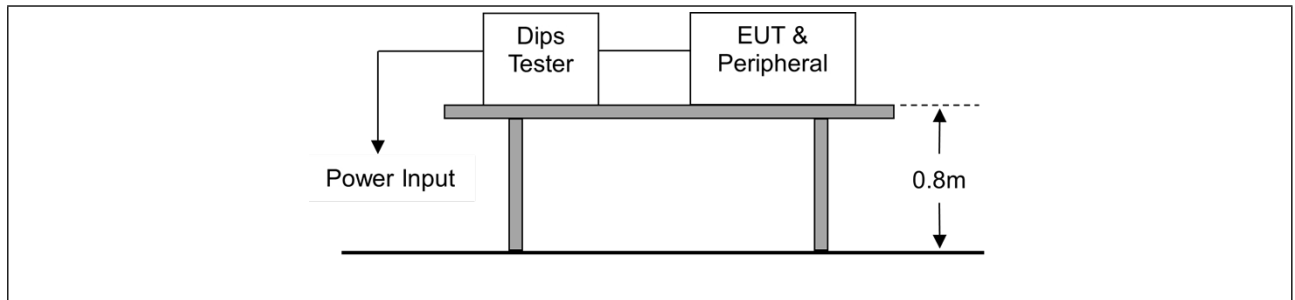 Dips
Tester
EUT &
Peripheral
Power Input
0.8m